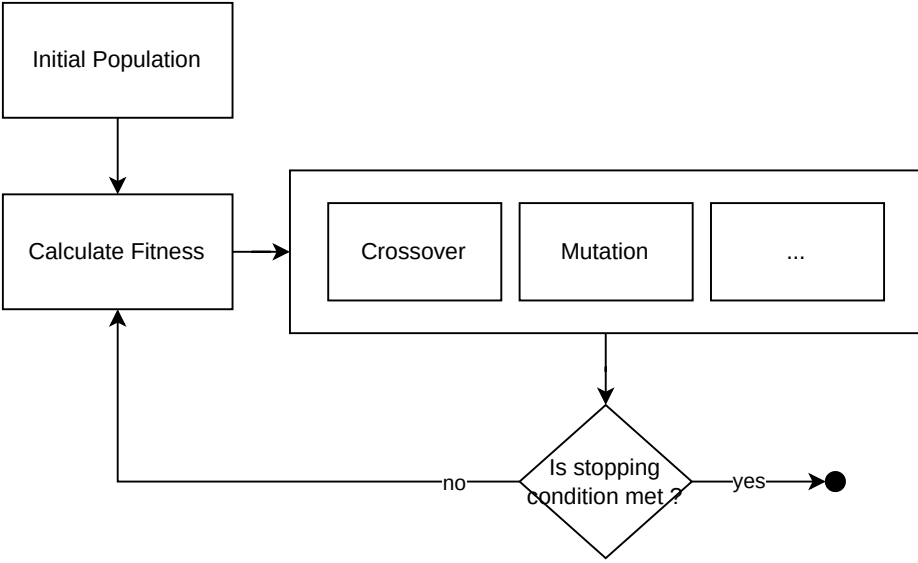 Initial Population
Calculate Fitness
Crossover
Mutation
...
Is stopping
condition met ?
no
yes